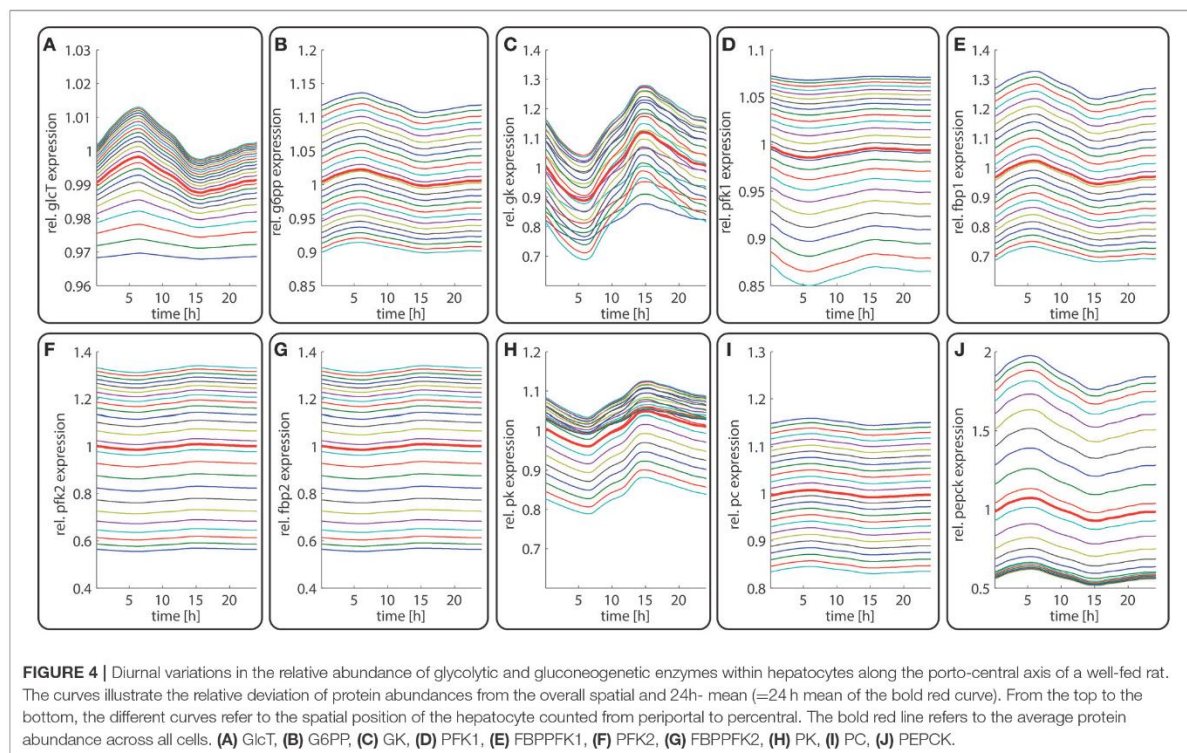 A
1.03
1.02
1.01
1
0.99
0.98
0.97
0.96
rel. glcT expression
5 10 15 20
time [h]
B
1.2
1.15
1.1
1.05
1
0.95
0.9
0.85
rel. g6pp expression
5 10 15 20
time [h]
C
1.4
1.3
1.2
1.1
1
0.9
0.8
0.7
rel. gk expression
5 10 15 20
time [h]
D
1.1
1.05
1
0.95
0.9
0.85
rel. pfk1 expression
5 10 15 20
time [h]
E
1.4
1.3
1.2
1.1
1
0.9
0.8
0.7
rel. fbp1 expression
5 10 15 20
time [h]
F
1.4
1.2
1
0.8
0.6
0.4
rel. pfk2 expression
5 10 15 20
time [h]
G
1.4
1.2
1
0.8
0.6
0.4
rel. fbp2 expression
5 10 15 20
time [h]
H
1.2
1.1
1
0.9
0.8
0.7
rel. pk expression
5 10 15 20
time [h]
I
1.3
1.2
1.1
1
0.9
0.8
rel. pc expression
5 10 15 20
time [h]
J
2
1.5
1
0.5
rel. pepck expression
5 10 15 20
time [h]
FIGURE 4 | Diurnal variations in the relative abundance of glycolytic and gluconeogenetic enzymes within hepatocytes along the porto-central axis of a well-fed rat.
The curves illustrate the relative deviation of protein abundances from the overall spatial and 24h- mean (=24 h mean of the bold red curve). From the top to the
bottom, the different curves refer to the spatial position of the hepatocyte counted from periportal to percentral. The bold red line refers to the average protein
abundance across all cells. (A) GlcT, (B) G6PP, (C) GK, (D) PFK1, (E) FBPPFK1, (F) PFK2, (G) FBPPFK2, (H) PK, (I) PC, (J) PEPCK.